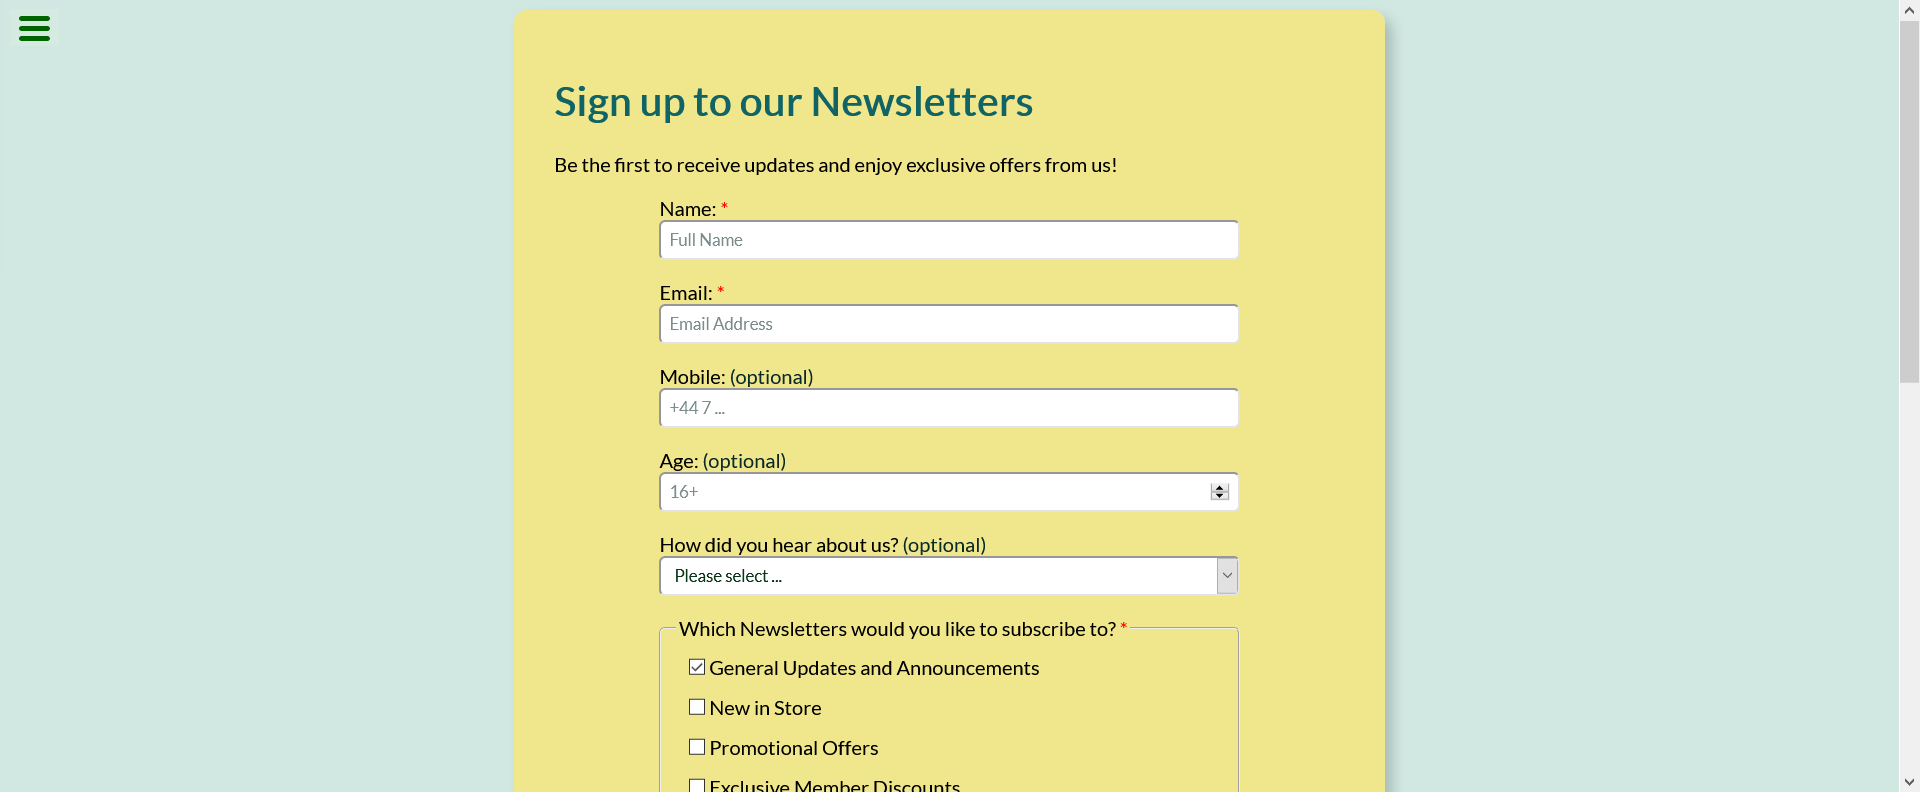 Sign up to our Newsletters
Be the first to receive updates and enjoy exclusive offers from us!
Name: *
Full Name
Email: *
Email Address
Mobile: (optional)
+44 7 ...
Age: (optional)
16+
How did you hear about us? (optional)
Please select ...
Which Newsletters would you like to subscribe to? *
General Updates and Announcements
New in Store
Promotional Offers
Exclusive Member Discounts